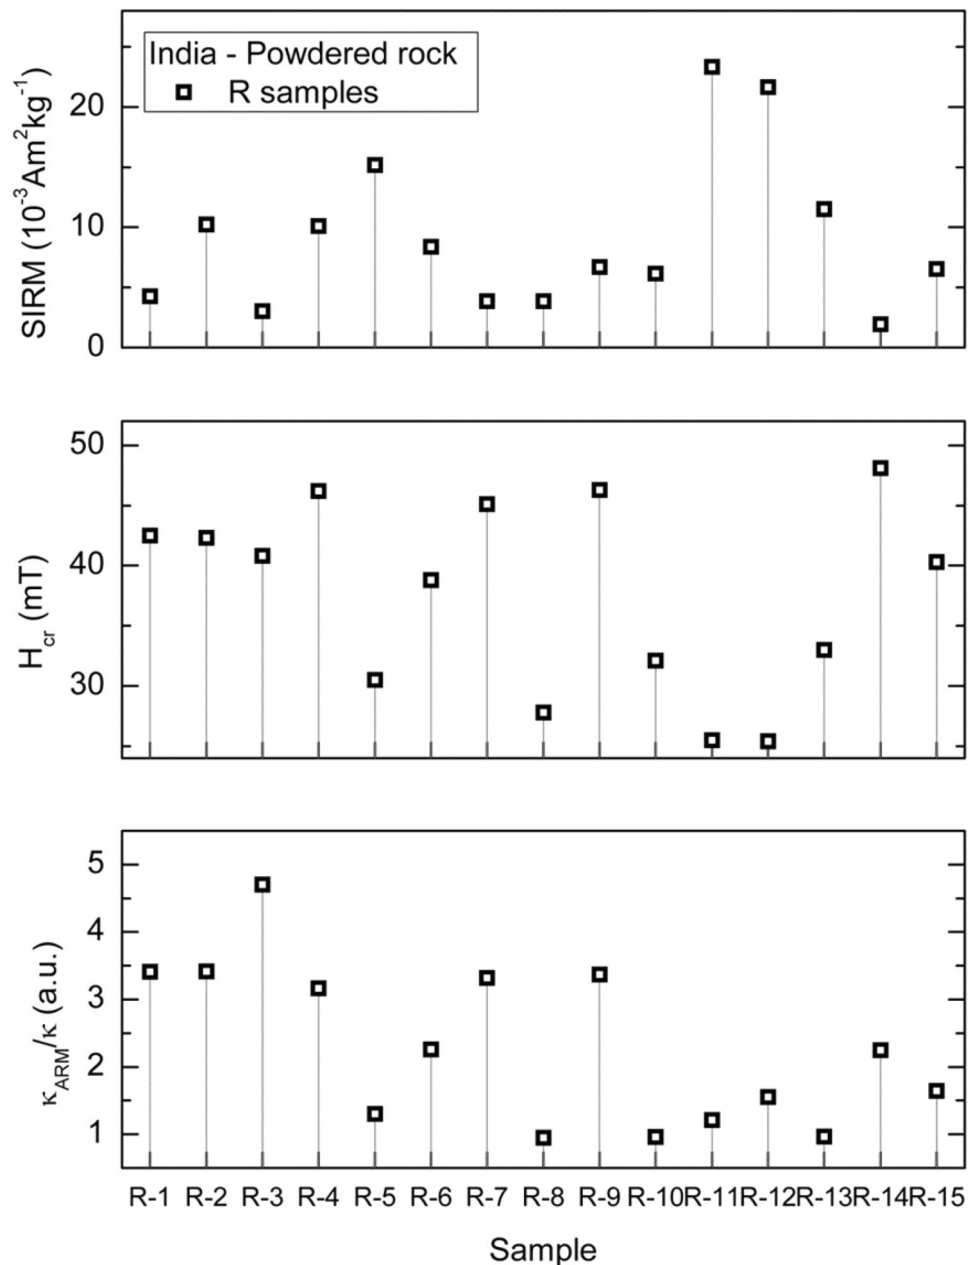 India - Powdered rock
R samples
SIRM (10⁻³Am²kg⁻¹)
20
10
0
H_cr (mT)
50
40
30
κ_ARM/κ (a.u.)
5
4
3
2
1
R-1 R-2 R-3 R-4 R-5 R-6 R-7 R-8 R-9 R-10 R-11 R-12 R-13 R-14 R-15
Sample